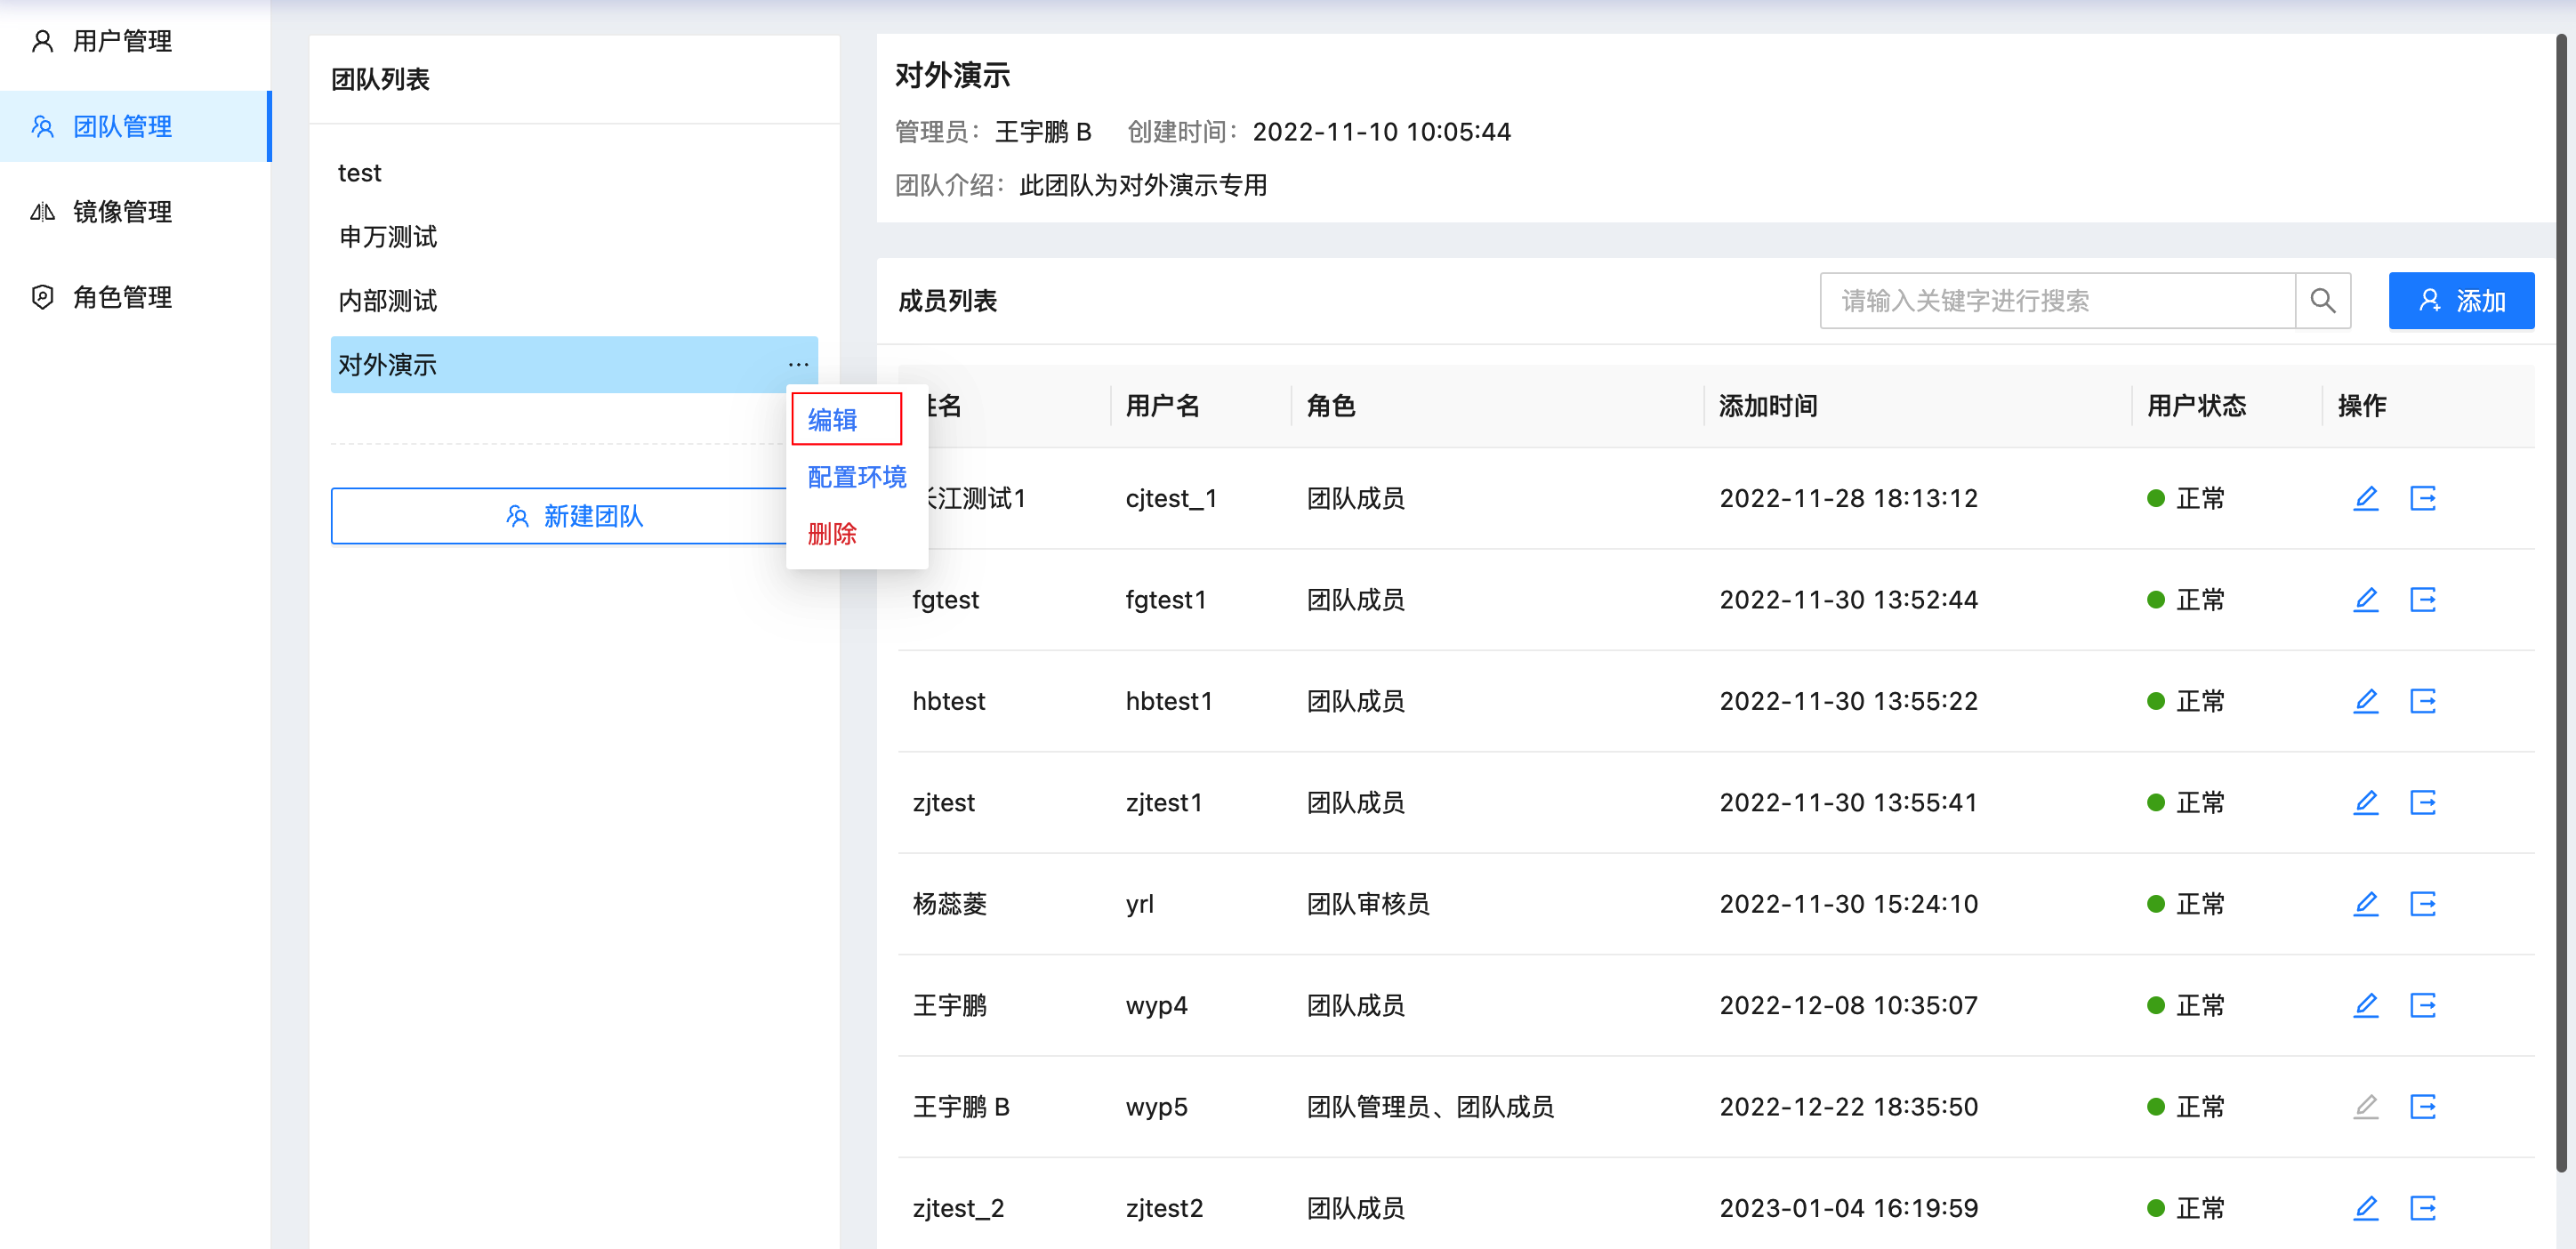 用户管理
团队管理
镜像管理
角色管理
团队列表
test
申万测试
内部测试
对外演示
...
编辑
配置环境
删除
新建团队
对外演示
管理员： 王宇鹏 B 创建时间： 2022-11-10 10:05:44
团队介绍： 此团队为对外演示专用
成员列表 请输入关键字进行搜索 添加
名 用户名 角色 添加时间 用户状态 操作
江测试1 cjtest_1 团队成员 2022-11-28 18:13:12 正常
fgtest fgtest1 团队成员 2022-11-30 13:52:44 正常
hbtest hbtest1 团队成员 2022-11-30 13:55:22 正常
zjtest zjtest1 团队成员 2022-11-30 13:55:41 正常
杨蕊菱 yrl 团队审核员 2022-11-30 15:24:10 正常
王宇鹏 wyp4 团队成员 2022-12-08 10:35:07 正常
王宇鹏 B wyp5 团队管理员、团队成员 2022-12-22 18:35:50 正常
zjtest_2 zjtest2 团队成员 2023-01-04 16:19:59 正常